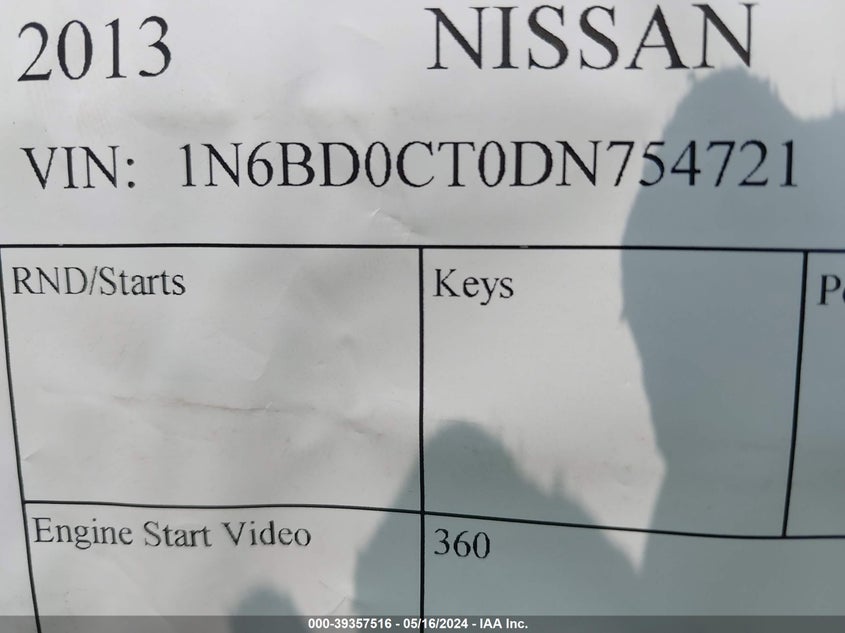 2013 NISSAN
VIN: 1N6BD0CT0DN754721
RND/Starts Keys
Engine Start Video 360
000-39357516 - 05/16/2024 - IAA Inc.